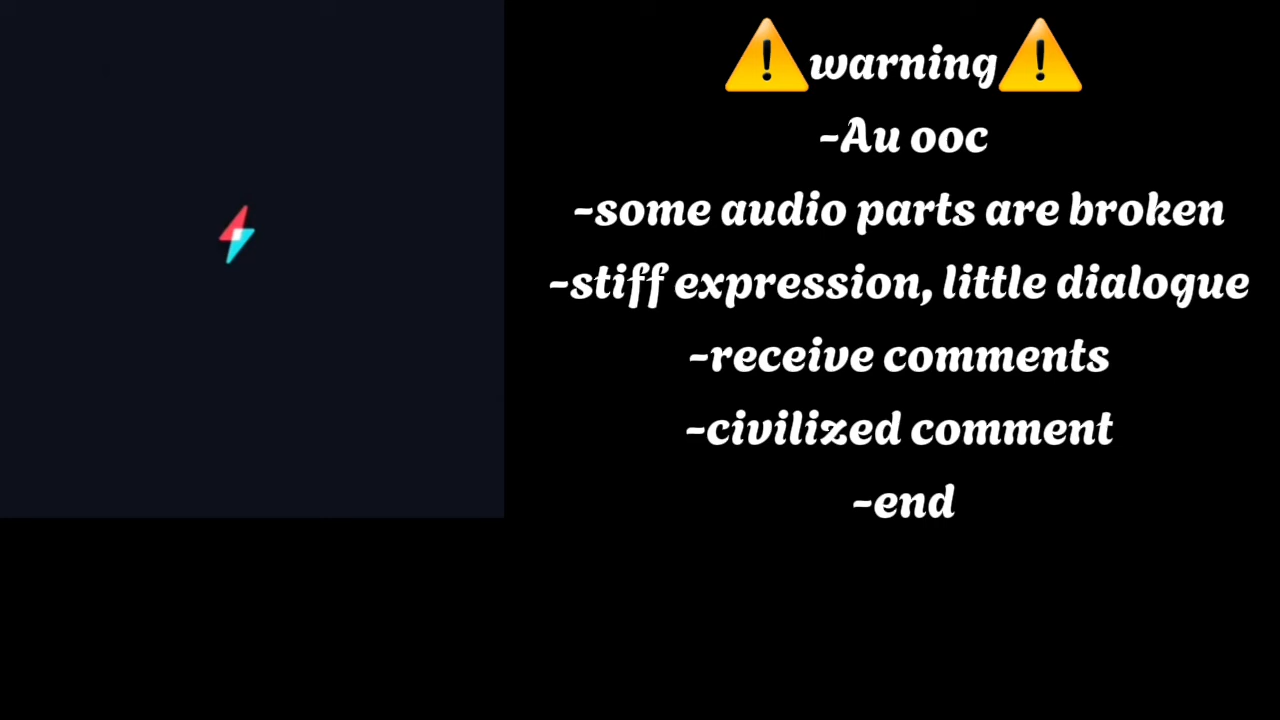 ⚠️warning⚠️
-Au ooc
-some audio parts are broken
-stiff expression, little dialogue
-receive comments
-civilized comment
-end